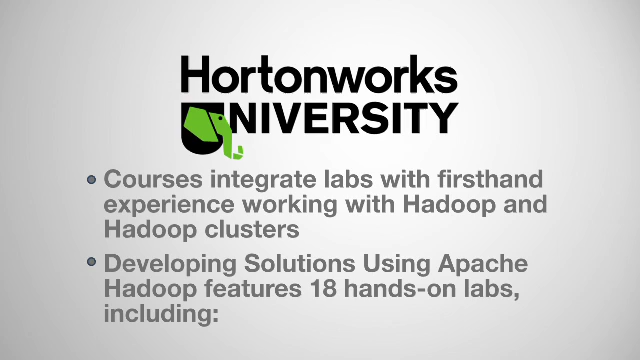 Hortonworks
UNIVERSITY
• Courses integrate labs with firsthand
experience working with Hadoop and
Hadoop clusters
• Developing Solutions Using Apache
Hadoop features 18 hands-on labs,
including: